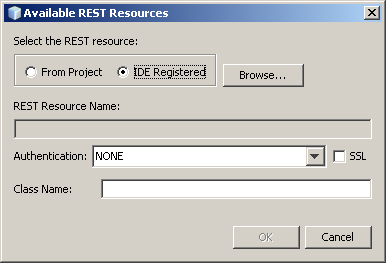 Available REST Resources
Select the REST resource:
From Project IDE Registered Browse...
REST Resource Name:
Authentication: NONE SSL
Class Name:
OK Cancel